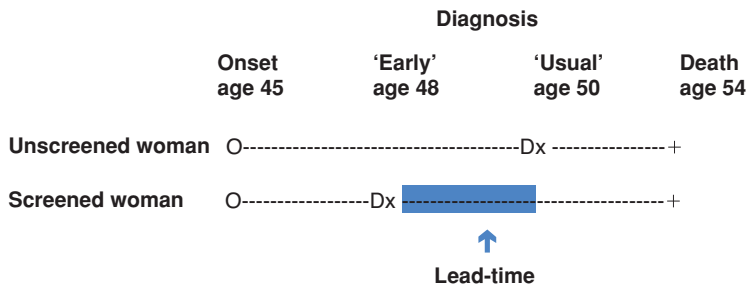 Diagnosis
Onset ‘Early’ ‘Usual’ Death
age 45 age 48 age 50 age 54
Unscreened woman O------------------------------------Dx ---------------+
Screened woman O-----------------Dx -----------------------------------+
Lead-time